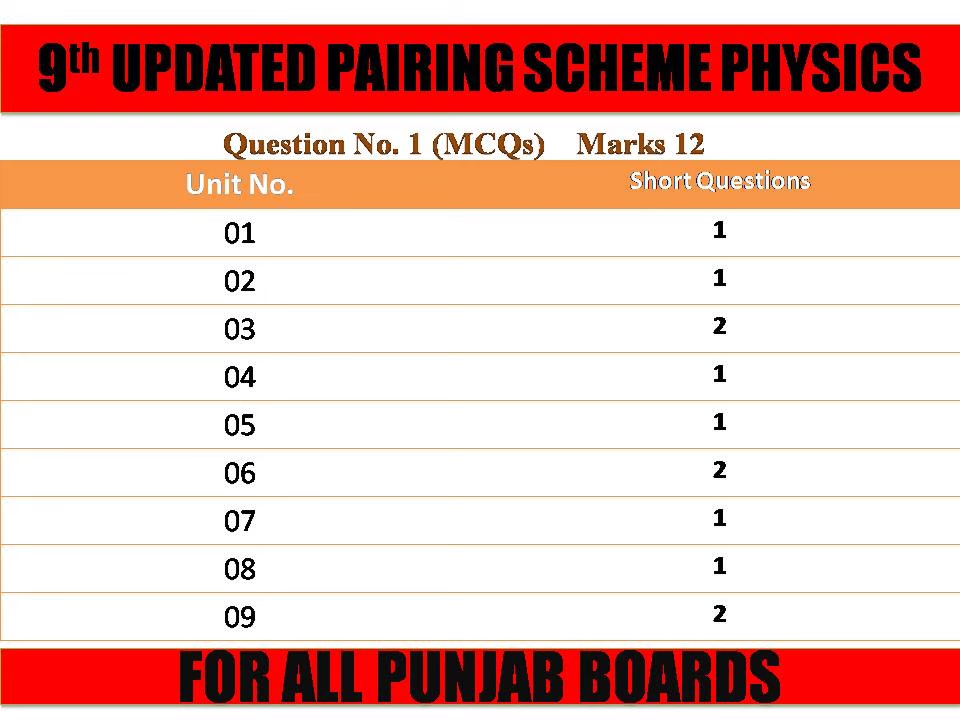 9th UPDATED PAIRING SCHEME PHYSICS
Question No. 1 (MCQs) Marks 12
Unit No. Short Questions
01 1
02 1
03 2
04 1
05 1
06 2
07 1
08 1
09 2
FOR ALL PUNJAB BOARDS